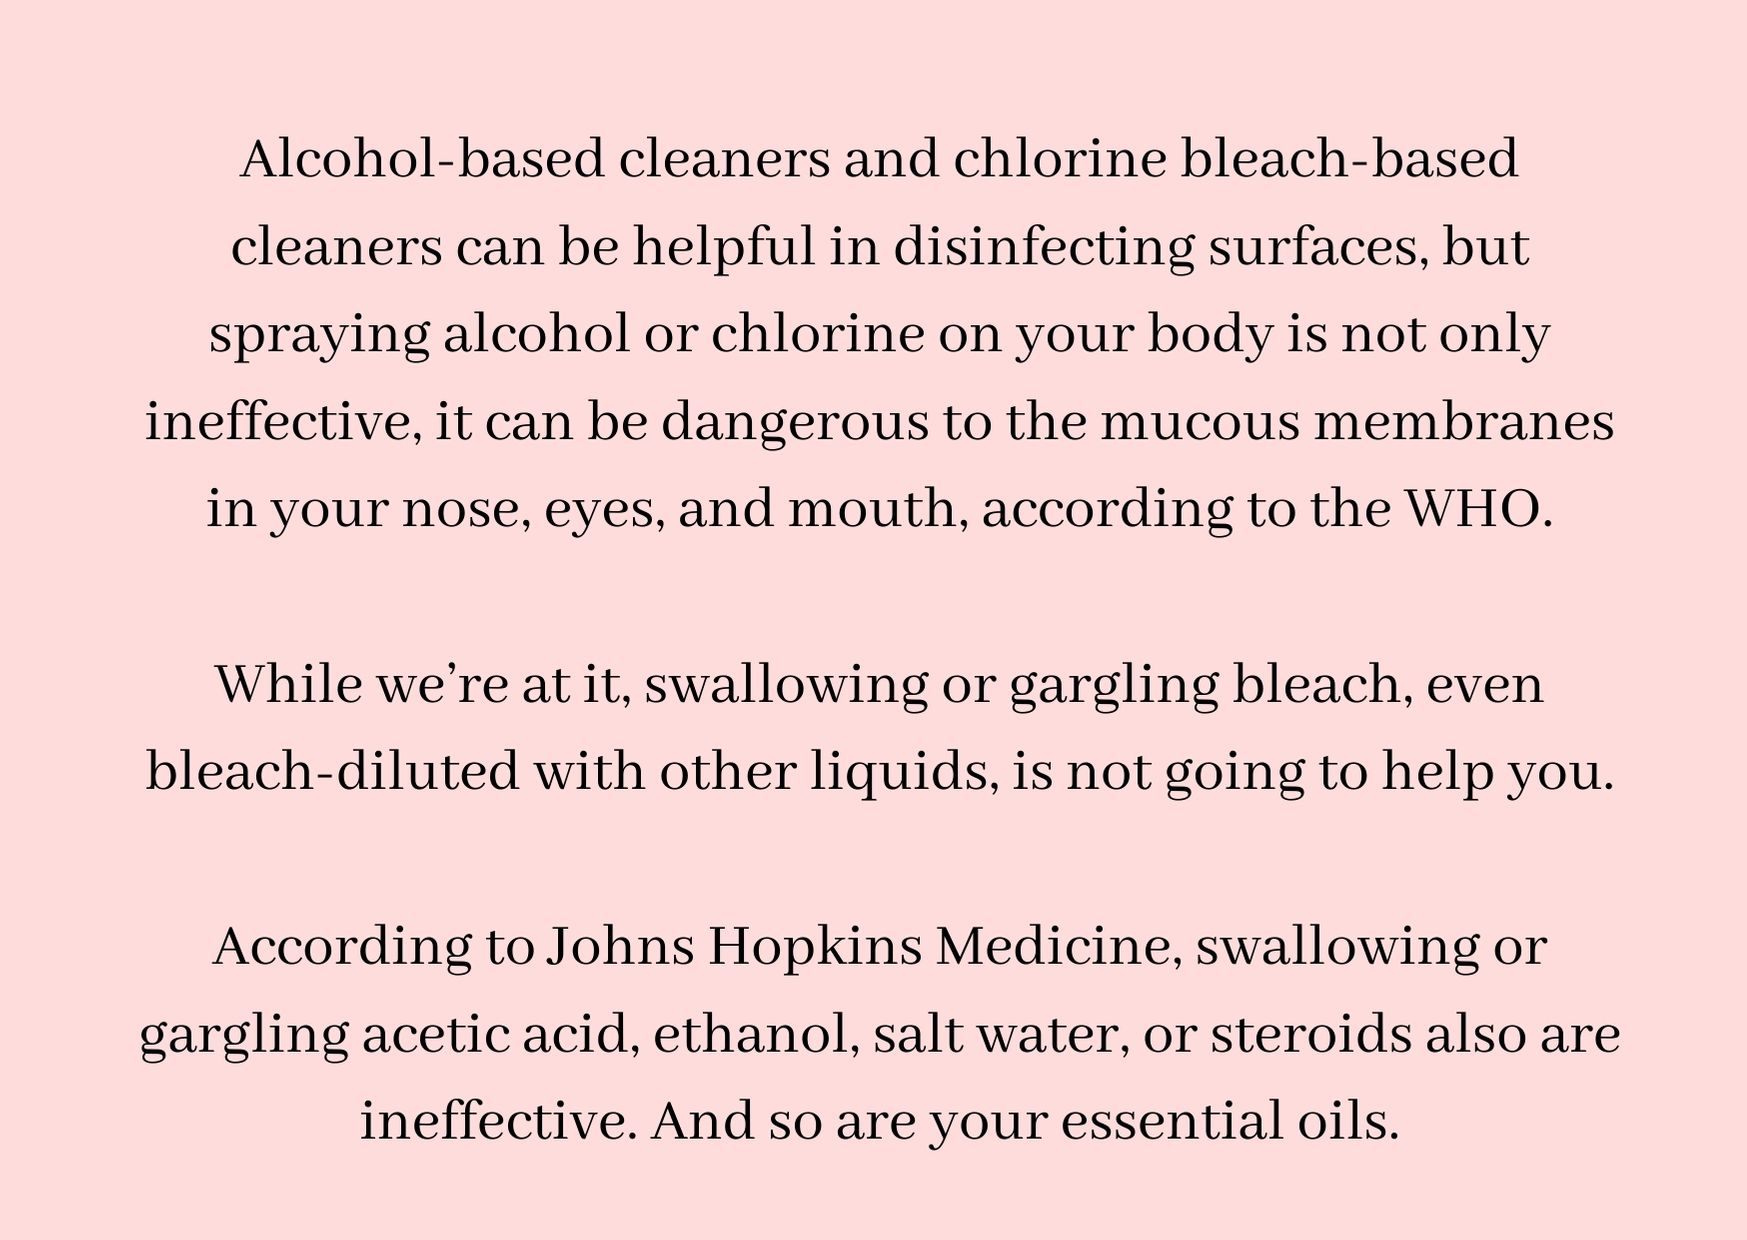 Alcohol-based cleaners and chlorine bleach-based
cleaners can be helpful in disinfecting surfaces, but
spraying alcohol or chlorine on your body is not only
ineffective, it can be dangerous to the mucous membranes
in your nose, eyes, and mouth, according to the WHO.
While we’re at it, swallowing or gargling bleach, even
bleach-diluted with other liquids, is not going to help you.
According to Johns Hopkins Medicine, swallowing or
gargling acetic acid, ethanol, salt water, or steroids also are
ineffective. And so are your essential oils.